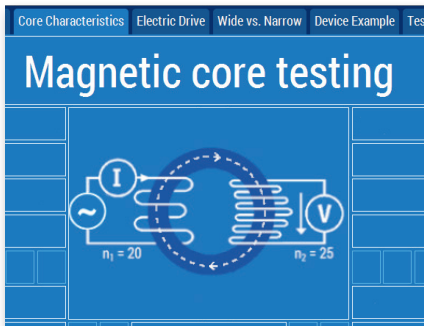 Core Characteristics Electric Drive Wide vs. Narrow Device Example
Magnetic core testing
I
V
n₁ = 20
n₂ = 25